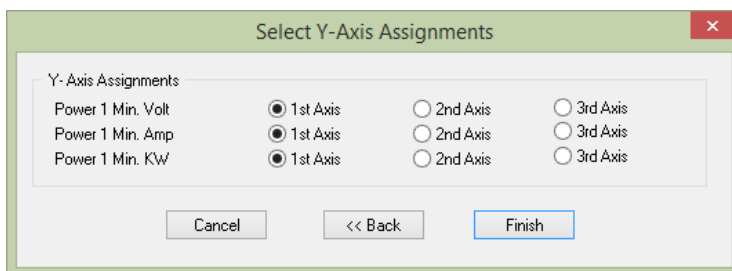 Select Y-Axis Assignments
Y- Axis Assignments
Power 1 Min. Volt 1st Axis 2nd Axis 3rd Axis
Power 1 Min. Amp 1st Axis 2nd Axis 3rd Axis
Power 1 Min. KW 1st Axis 2nd Axis 3rd Axis
Cancel << Back Finish